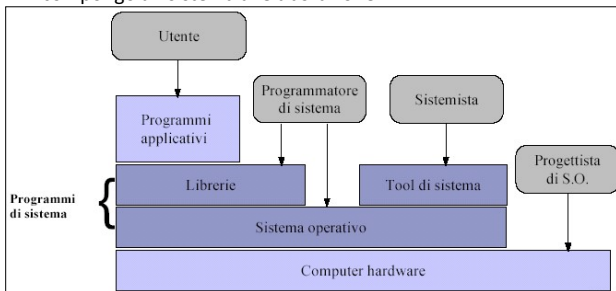 Utente
Programmatore
di sistema
Sistemista
Programmi
applicativi
Progettista
di S.O.
Librerie
Tool di sistema
Programmi
di sistema
Sistema operativo
Computer hardware